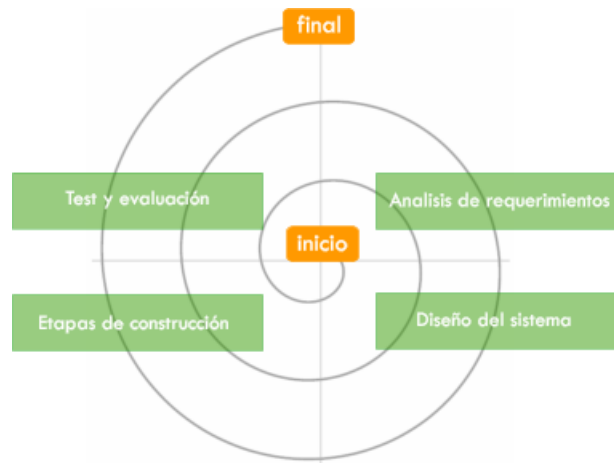 final
Test y evaluación
Analisis de requerimientos
inicio
Etapas de construcción
Diseño del sistema